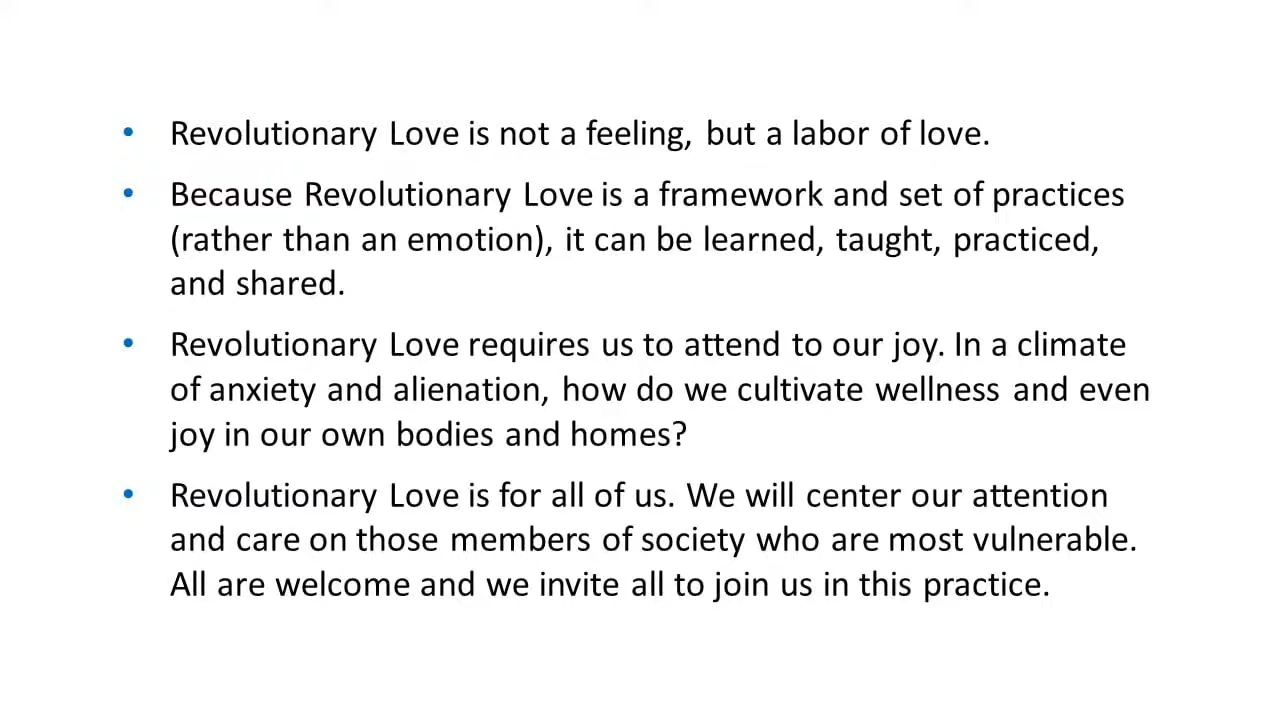 • Revolutionary Love is not a feeling, but a labor of love.
• Because Revolutionary Love is a framework and set of practices
(rather than an emotion), it can be learned, taught, practiced,
and shared.
• Revolutionary Love requires us to attend to our joy. In a climate
of anxiety and alienation, how do we cultivate wellness and even
joy in our own bodies and homes?
• Revolutionary Love is for all of us. We will center our attention
and care on those members of society who are most vulnerable.
All are welcome and we invite all to join us in this practice.